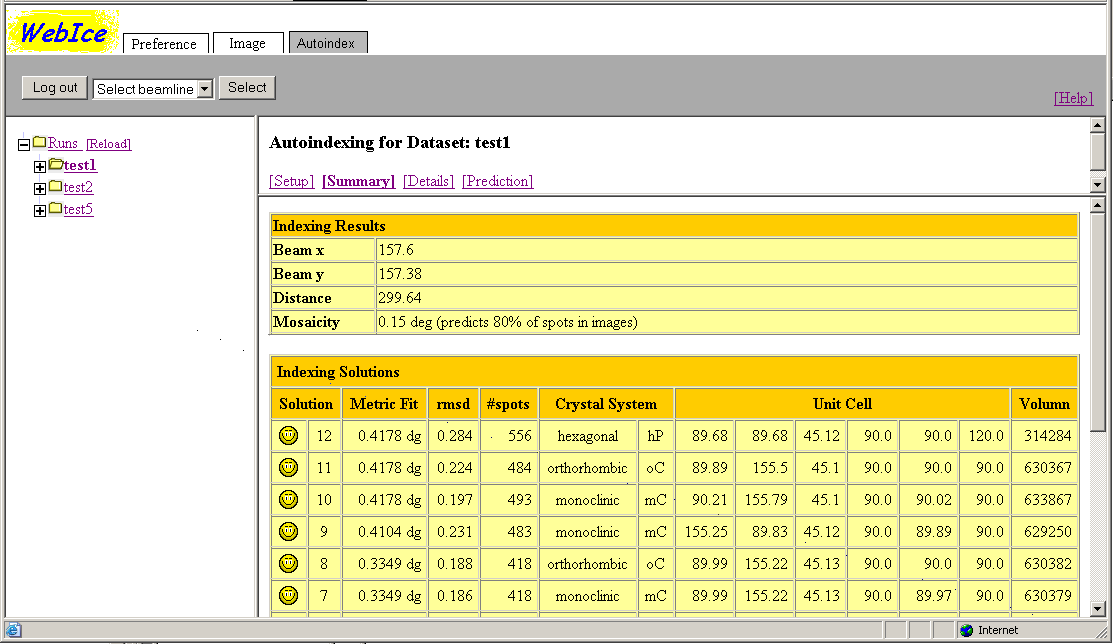 WebIce Preference Image Autoindex
Log out Select beamline Select
[Help]
Runs [Reload]
test1
test2
test5
Autoindexing for Dataset: test1
[Setup] [Summary] [Details] [Prediction]
Indexing Results
Beam x 157.6
Beam y 157.38
Distance 299.64
Mosaicity 0.15 deg (predicts 80% of spots in images)
Indexing Solutions
Solution Metric Fit rmsd #spots Crystal System Unit Cell Volumn
12 0.4178 dg 0.284 556 hexagonal hP 89.68 89.68 45.12 90.0 90.0 120.0 314284
11 0.4178 dg 0.224 484 orthorhombic oC 89.89 155.5 45.1 90.0 90.0 90.0 630367
10 0.4178 dg 0.197 493 monoclinic mC 90.21 155.79 45.1 90.0 90.02 90.0 633867
9 0.4104 dg 0.231 483 monoclinic mC 155.25 89.83 45.12 90.0 89.89 90.0 629250
8 0.3349 dg 0.188 418 orthorhombic oC 89.99 155.22 45.13 90.0 90.0 90.0 630382
7 0.3349 dg 0.186 418 monoclinic mC 89.99 155.22 45.13 90.0 89.97 90.0 630379
Internet